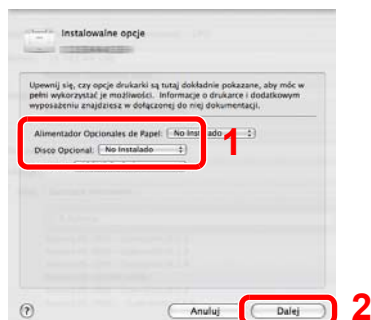 Instalowalne opcje
Upewnij się, czy opcje drukarki są tutaj dokładnie pokazane, aby móc w
pełni wykorzystać je możliwości. Informacje o drukarce i dodatkowym
wyposażeniu znajdziesz w dołączonej do niej dokumentacji.
Alimentador Opcionales de Papel: No Instalado
1
Disco Opcional: No Instalado
? Anuluj Dalej 2